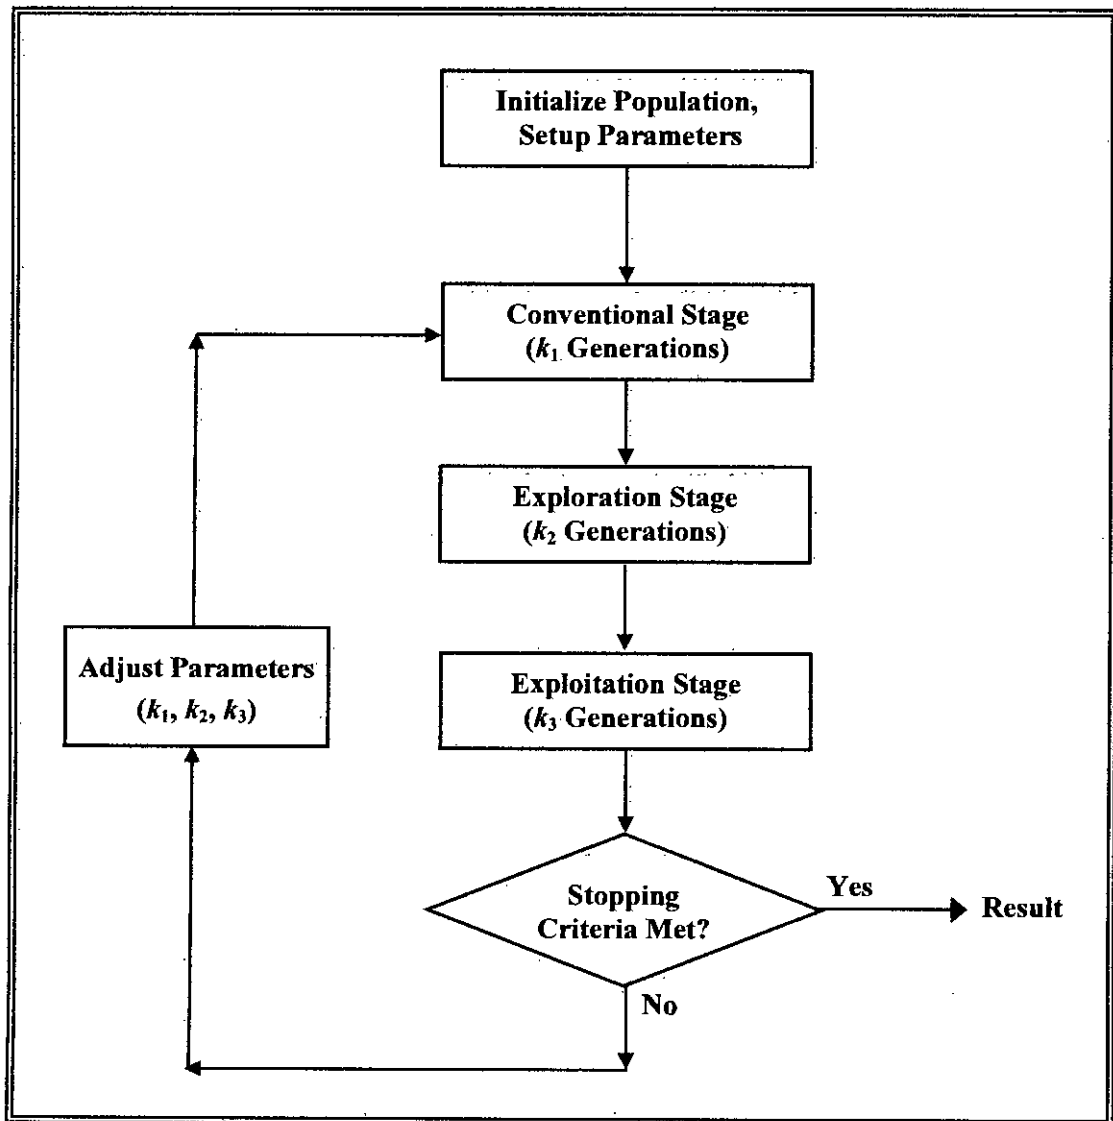 Initialize Population,
Setup Parameters
Conventional Stage
(k₁ Generations)
Exploration Stage
(k₂ Generations)
Adjust Parameters
(k₁, k₂, k₃)
Exploitation Stage
(k₃ Generations)
Stopping
Criteria Met?
Yes
Result
No